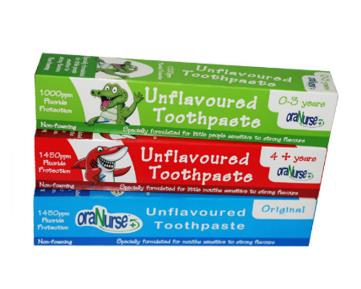 1000ppm
Fluoride
Protection
Non-foaming
Unflavoured
Toothpaste
0-3 years
oraNurse
Specially formulated for little people sensitive to strong flavours
1450ppm
Fluoride
Protection
Non-foaming
Unflavoured
Toothpaste
4+ years
oraNurse
Specially formulated for little mouths sensitive to strong flavours
1450ppm
Fluoride
Protection
Non-foaming
oraNurse
Unflavoured
Toothpaste
Original
Specially formulated for mouths sensitive to strong flavours